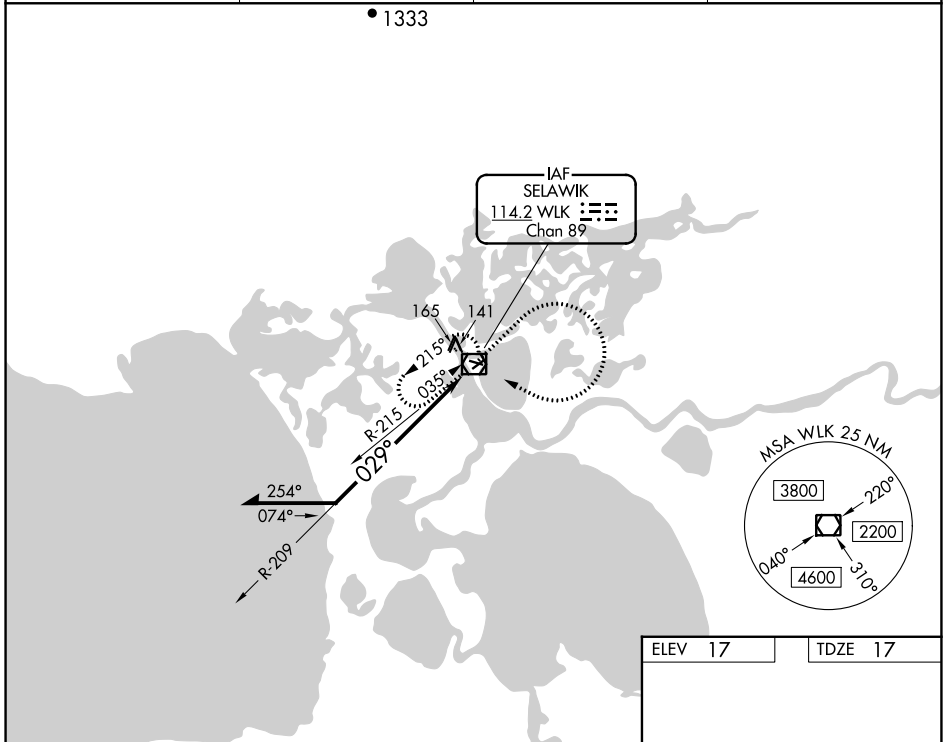 1333
IAF
SELAWIK
114.2 WLK
Chan 89
165
141
215°
035°
R-215
029°
254°
074°
R-209
MSA WLK 25 NM
3800
220°
2200
040°
4600
310°
ELEV 17
TDZE 17